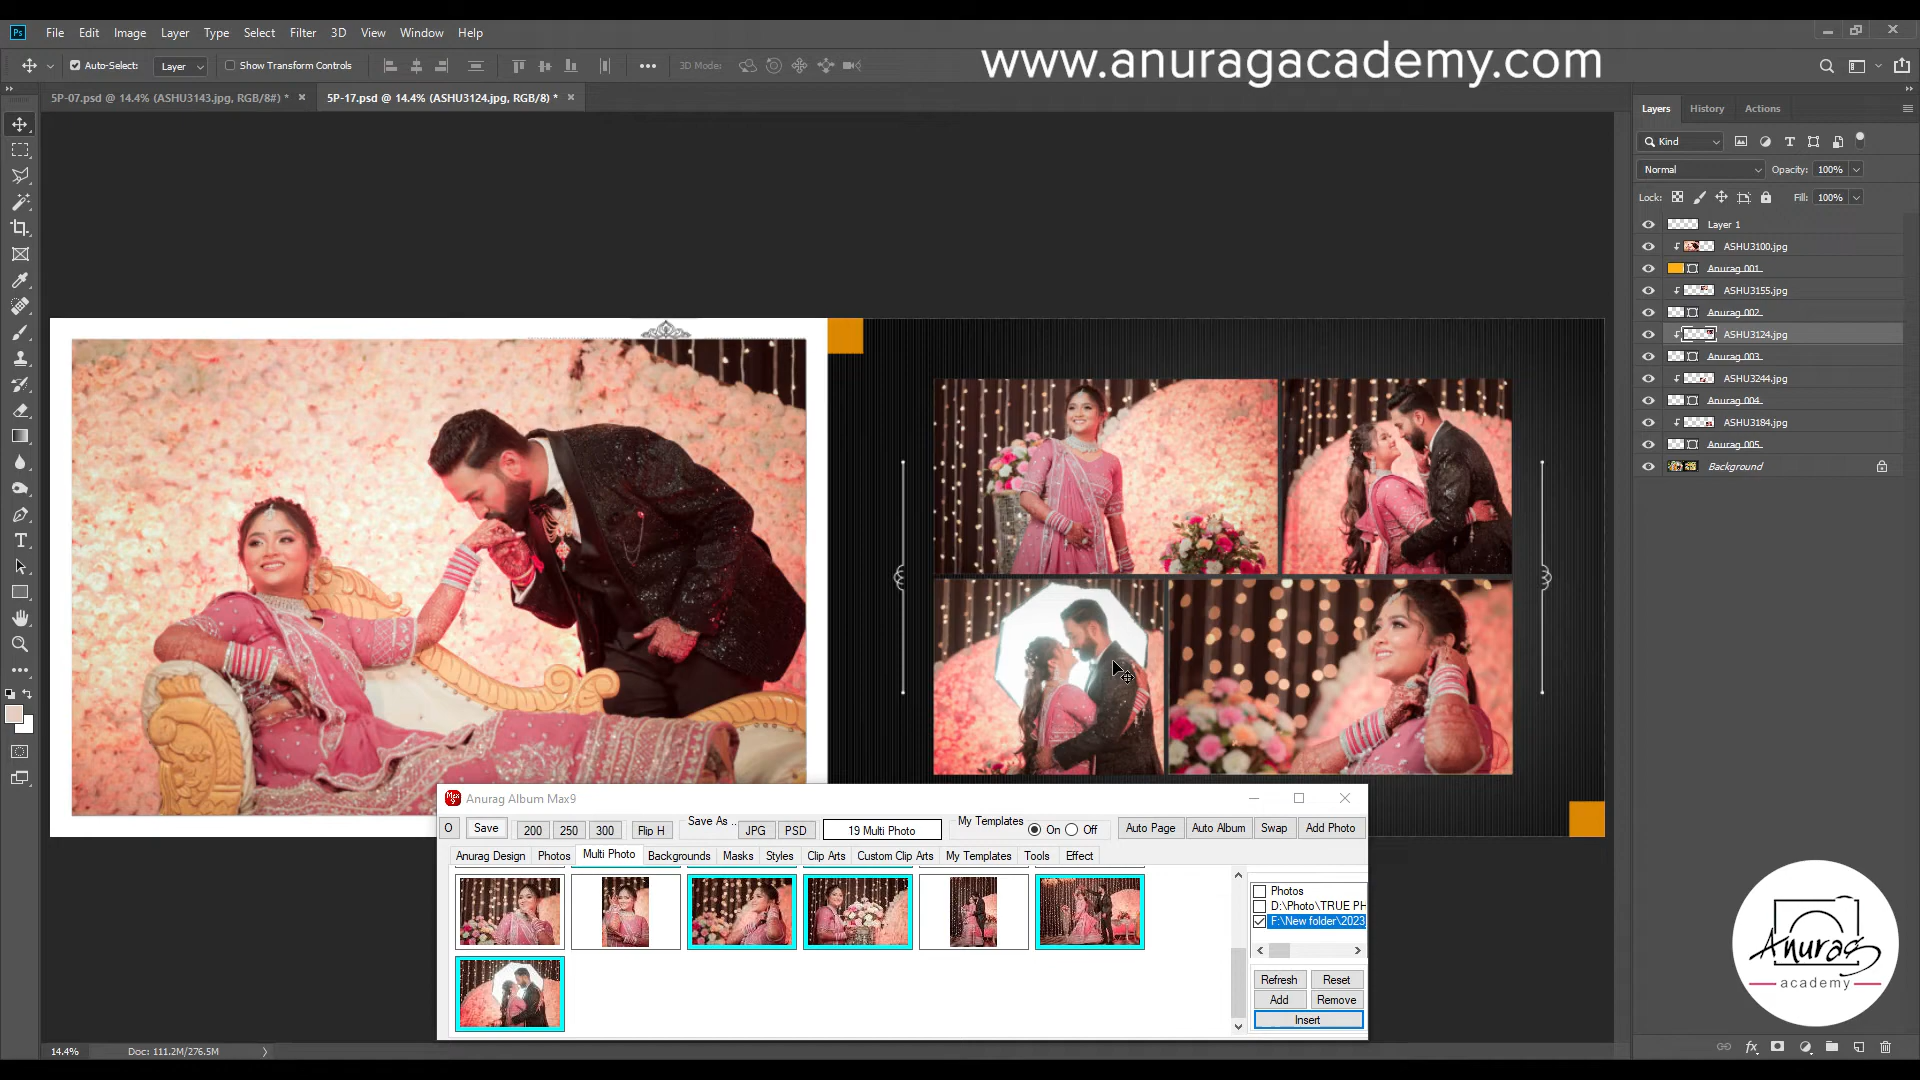 Ps File Edit Image Layer Type Select Filter 3D View Window Help
www.anuragacademy.com
Auto-Select: Layer Show Transform Controls 3D Mode:
5P-07.psd @ 14.4% (ASHU3143.jpg, RGB/8#) * × 5P-17.psd @ 14.4% (ASHU3124.jpg, RGB/8) * ×
Layers History Actions
Kind
Normal Opacity: 100%
Lock: Fill: 100%
Layer 1
ASHU3100.jpg
Anurag 001
ASHU3155.jpg
Anurag 002
ASHU3124.jpg
Anurag 003
ASHU3244.jpg
Anurag 004
ASHU3184.jpg
Anurag 005
Background
Max 9 Anurag Album Max9
O Save 200 250 300 Flip H Save As .. JPG PSD 19 Multi Photo My Templates On Off Auto Page Auto Album Swap Add Photo
Anurag Design Photos Multi Photo Backgrounds Masks Styles Clip Arts Custom Clip Arts My Templates Tools Effect
Photos
D:\Photo\TRUE PH
F:\New folder\2023
Refresh Reset
Add Remove
Insert
Anurag
academy
14.4% Doc: 111.2M/276.5M